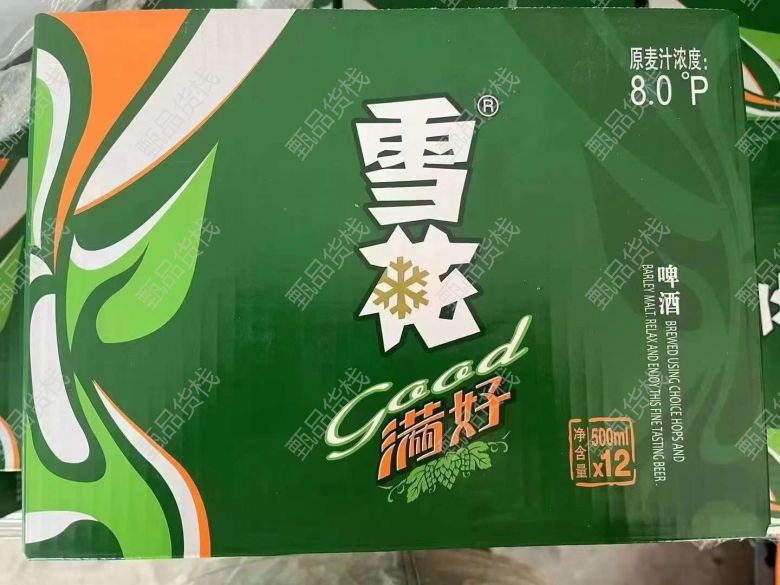 原麦汁浓度:
8.0°P
雪花®
Good
满好
啤酒
BREWED USING CHOICE HOPS AND
BARLEY MALT. RELAX AND ENJOY THIS FINE TASTING BEER.
净含量
500ml
x12
甄品货栈